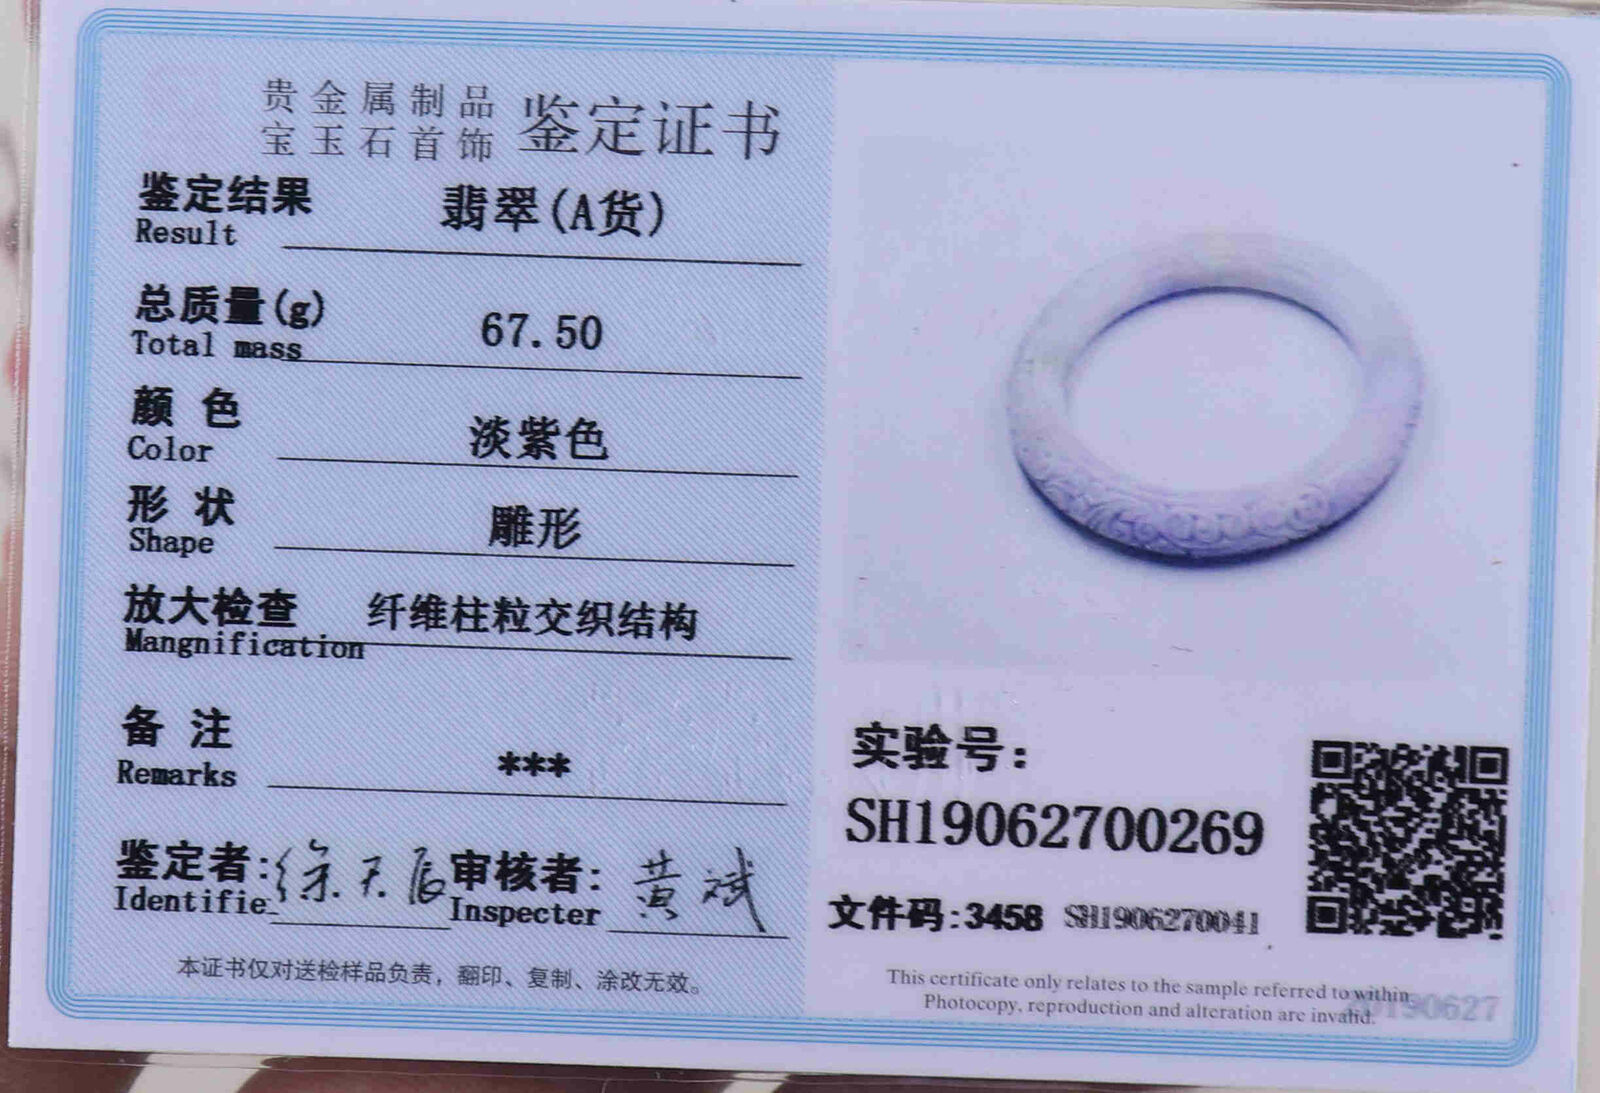 贵金属制品
宝玉石首饰
鉴定证书
鉴定结果 翡翠(A货)
Result
总质量(g) 67.50
Total mass
颜 色 淡紫色
Color
形 状 雕形
Shape
放大检查 纤维柱粒交织结构
Mangnification
备 注 ***
Remarks
鉴定者: 徐天辰 审核者: 黄斌
Identifie Inspecter
本证书仅对送检样品负责，翻印、复制、涂改无效。
实验号:
SH19062700269
文件码:3458 SH1906270041
This certificate only relates to the sample referred to within.
Photocopy, reproduction and alteration are invalid.
20190627